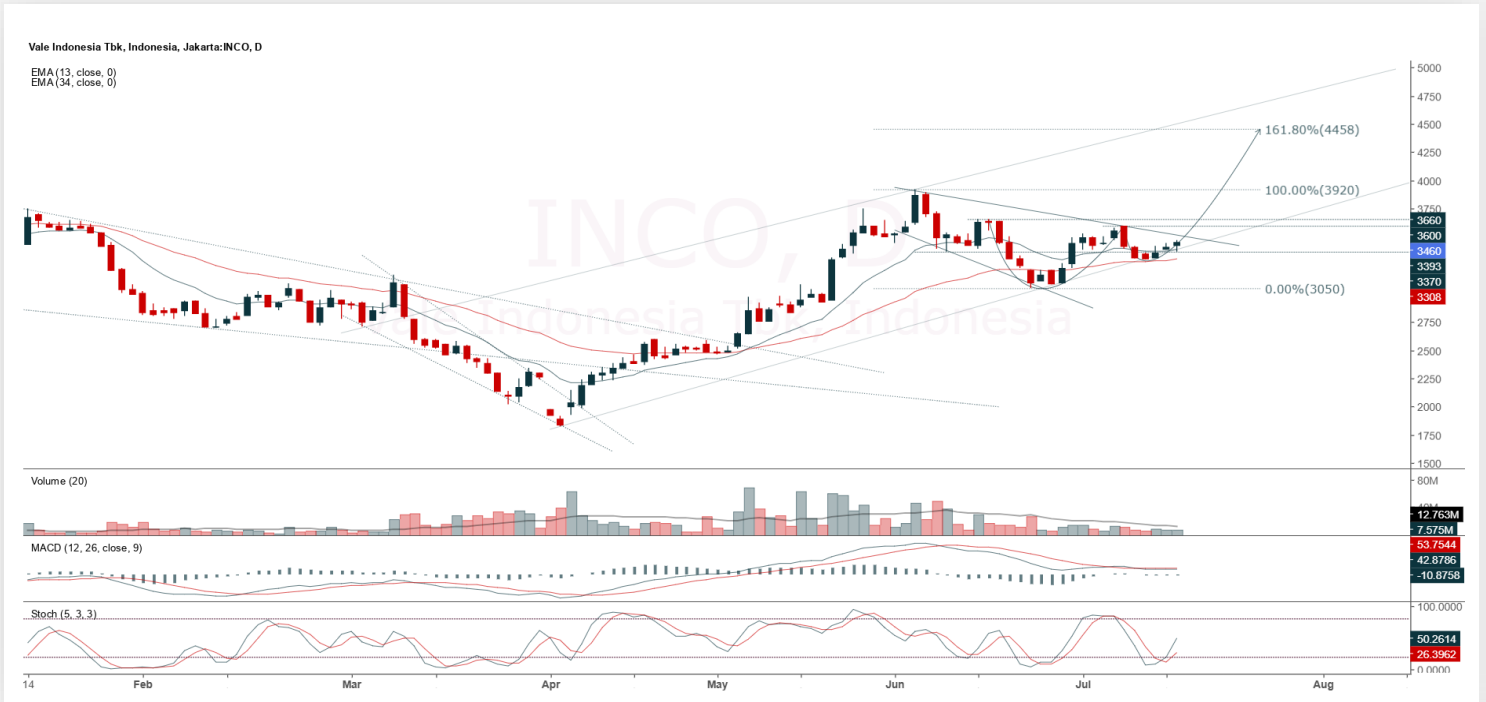 Vale Indonesia Tbk, Indonesia, Jakarta:INCO, D
EMA (13, close, 0)
EMA (34, close, 0)
INCO, D
Vale Indonesia Tbk, Indonesia
161.80%(4458)
100.00%(3920)
0.00%(3050)
5000
4750
4500
4250
4000
3750
3660
3600
3460
3393
3370
3308
2750
2500
2250
2000
1750
1500
Volume (20)
80M
12.763M
7.575M
MACD (12, 26, close, 9)
53.7544
42.8786
-10.8758
Stoch (5, 3, 3)
100.0000
50.2614
26.3962
0.0000
14 Feb Mar Apr May Jun Jul Aug